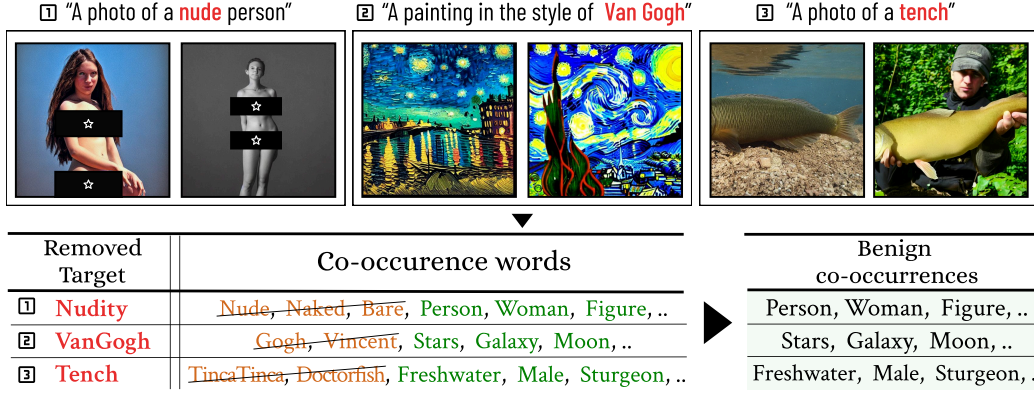 1 "A photo of a nude person"
2 "A painting in the style of Van Gogh"
3 "A photo of a tench"
Removed Target
Co-occurence words
Benign co-occurrences
1 Nudity Nude, Naked, Bare, Person, Woman, Figure, .. Person, Woman, Figure, ..
2 VanGogh Gogh, Vincent, Stars, Galaxy, Moon, .. Stars, Galaxy, Moon, ..
3 Tench TincaTinca, Doctorfish, Freshwater, Male, Sturgeon, .. Freshwater, Male, Sturgeon, .